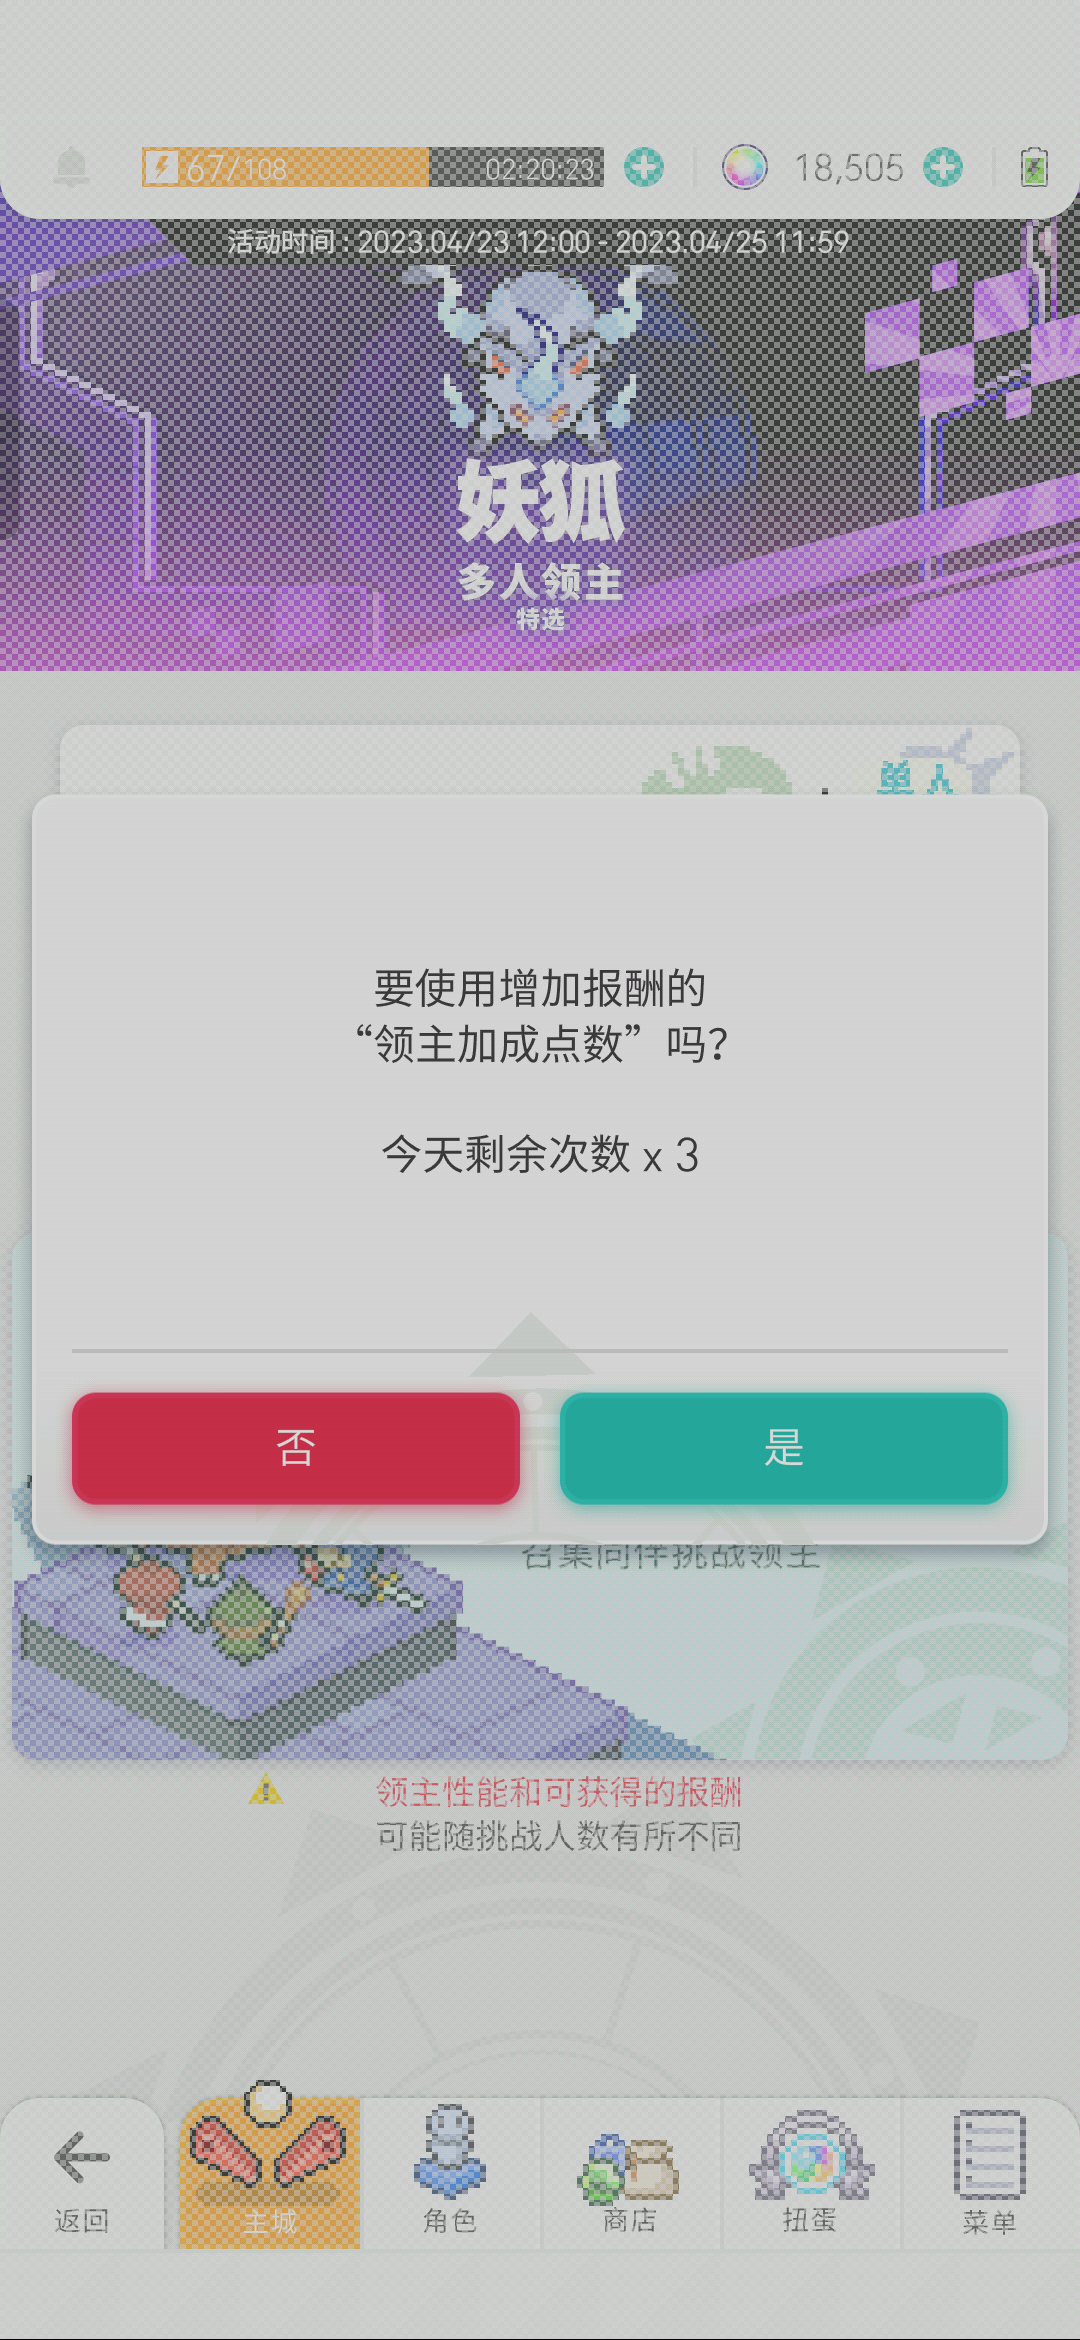 67/108
02:20:23
18,505
活动时间 : 2023.04/23 12:00 - 2023.04/25 11:59
妖狐
多人领主
特选
要使用增加报酬的
“领主加成点数”吗?
今天剩余次数 x 3
否
是
召集同伴挑战领主
领主性能和可获得的报酬
可能随挑战人数有所不同
返回
主城
角色
商店
扭蛋
菜单